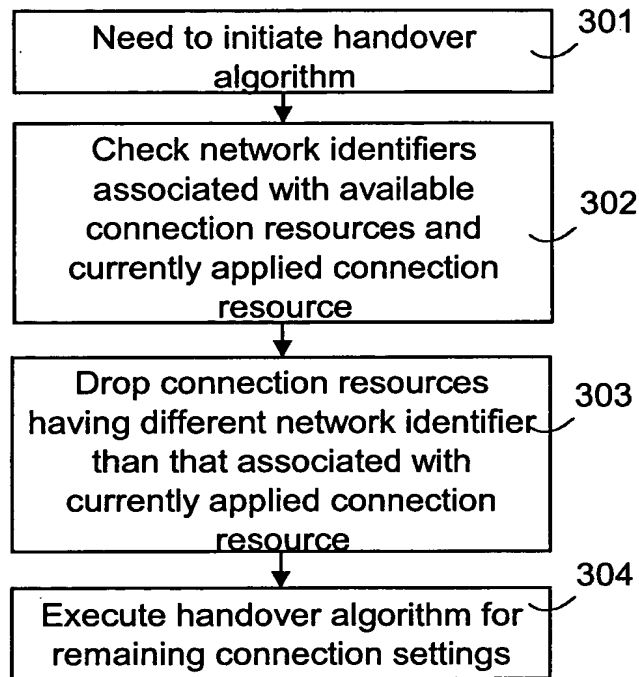 Need to initiate handover
algorithm
301
Check network identifiers
associated with available
connection resources and
currently applied connection
resource
302
Drop connection resources
having different network identifier
than that associated with
currently applied connection
resource
303
Execute handover algorithm for
remaining connection settings
304